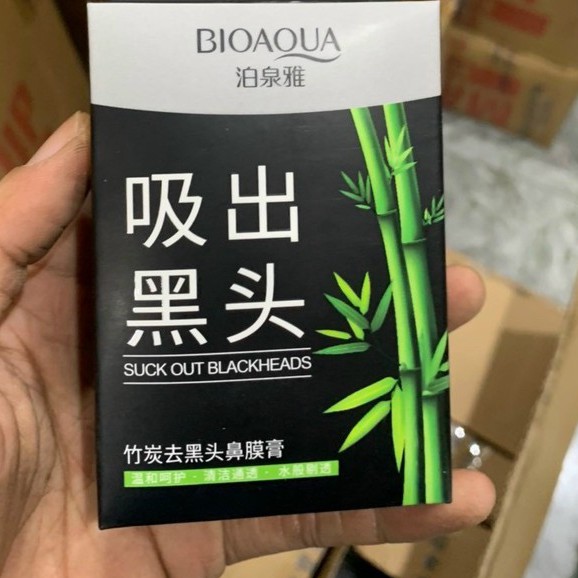 BIOAQUA
泊泉雅
吸出
黑头
SUCK OUT BLACKHEADS
竹炭去黑头鼻膜膏
温和呵护 · 清洁通透 · 水般剔透